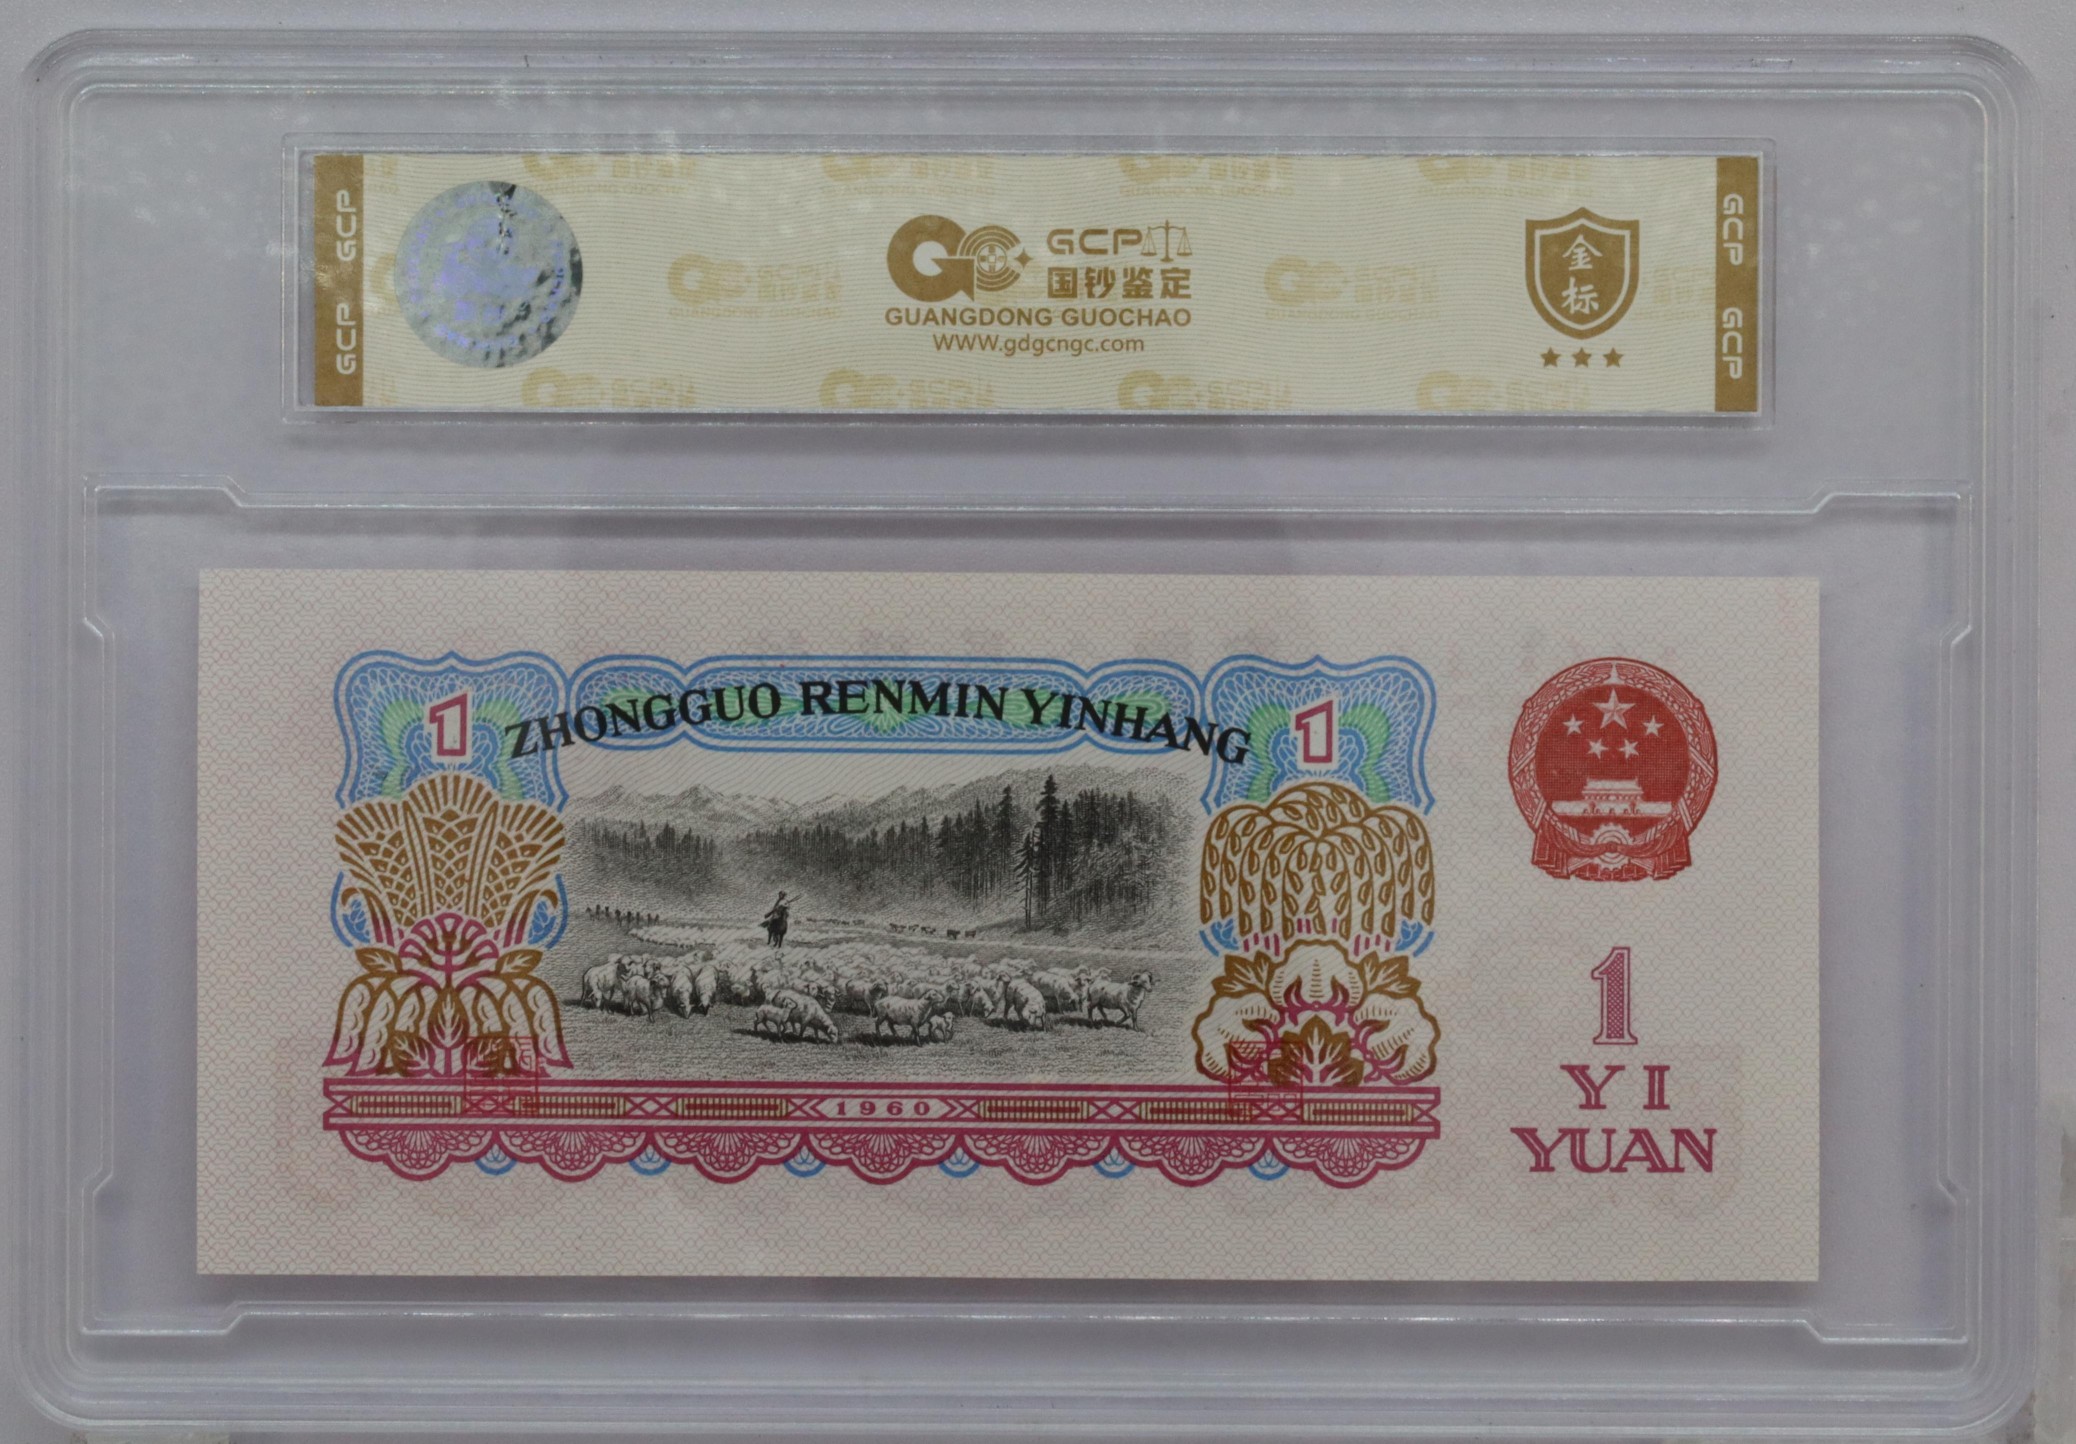 GCP GCP
GCP
国钞鉴定
GUANGDONG GUOCHAO
www.gdgcngc.com
金标
GCP GCP
1
ZHONGGUO RENMIN YINHANG
1
1960
1
YI
YUAN